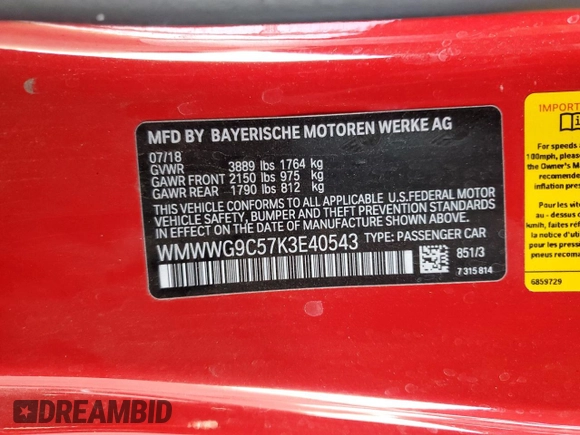 MFD BY BAYERISCHE MOTOREN WERKE AG
07/18
GVWR 3889 lbs 1764 kg
GAWR FRONT 2150 lbs 975 kg
GAWR REAR 1790 lbs 812 kg
THIS VEHICLE CONFORMS TO ALL APPLICABLE U.S.FEDERAL MOTOR
VEHICLE SAFETY, BUMPER AND THEFT PREVENTION STANDARDS
IN EFFECT ON THE DATE OF MANUFACTURE SHOWN ABOVE.
WMWWG9C57K3E40543 TYPE: PASSENGER CAR
851/3
7 315 814
IMPORT
For speeds a
100mph, please
the Owner's Ma
recommende
inflation pres
Pour les vit
au - dessus d
km/h, veuillez
faites réfé
la notice d'uti
les pneus
pneus recoma
6859729
DREAMBID